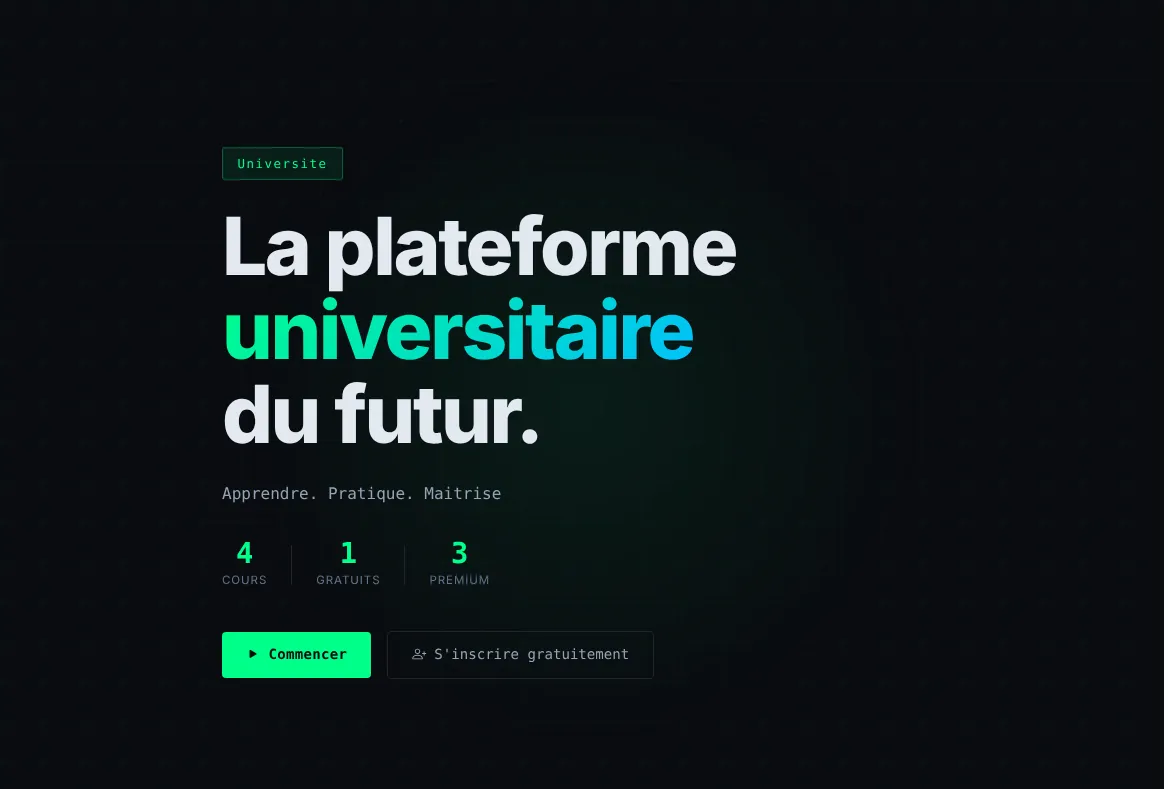 Universite
La plateforme
universitaire
du futur.
Apprendre. Pratique. Maitrise
4 1 3
COURS GRATUITS PREMIUM
Commencer S'inscrire gratuitement